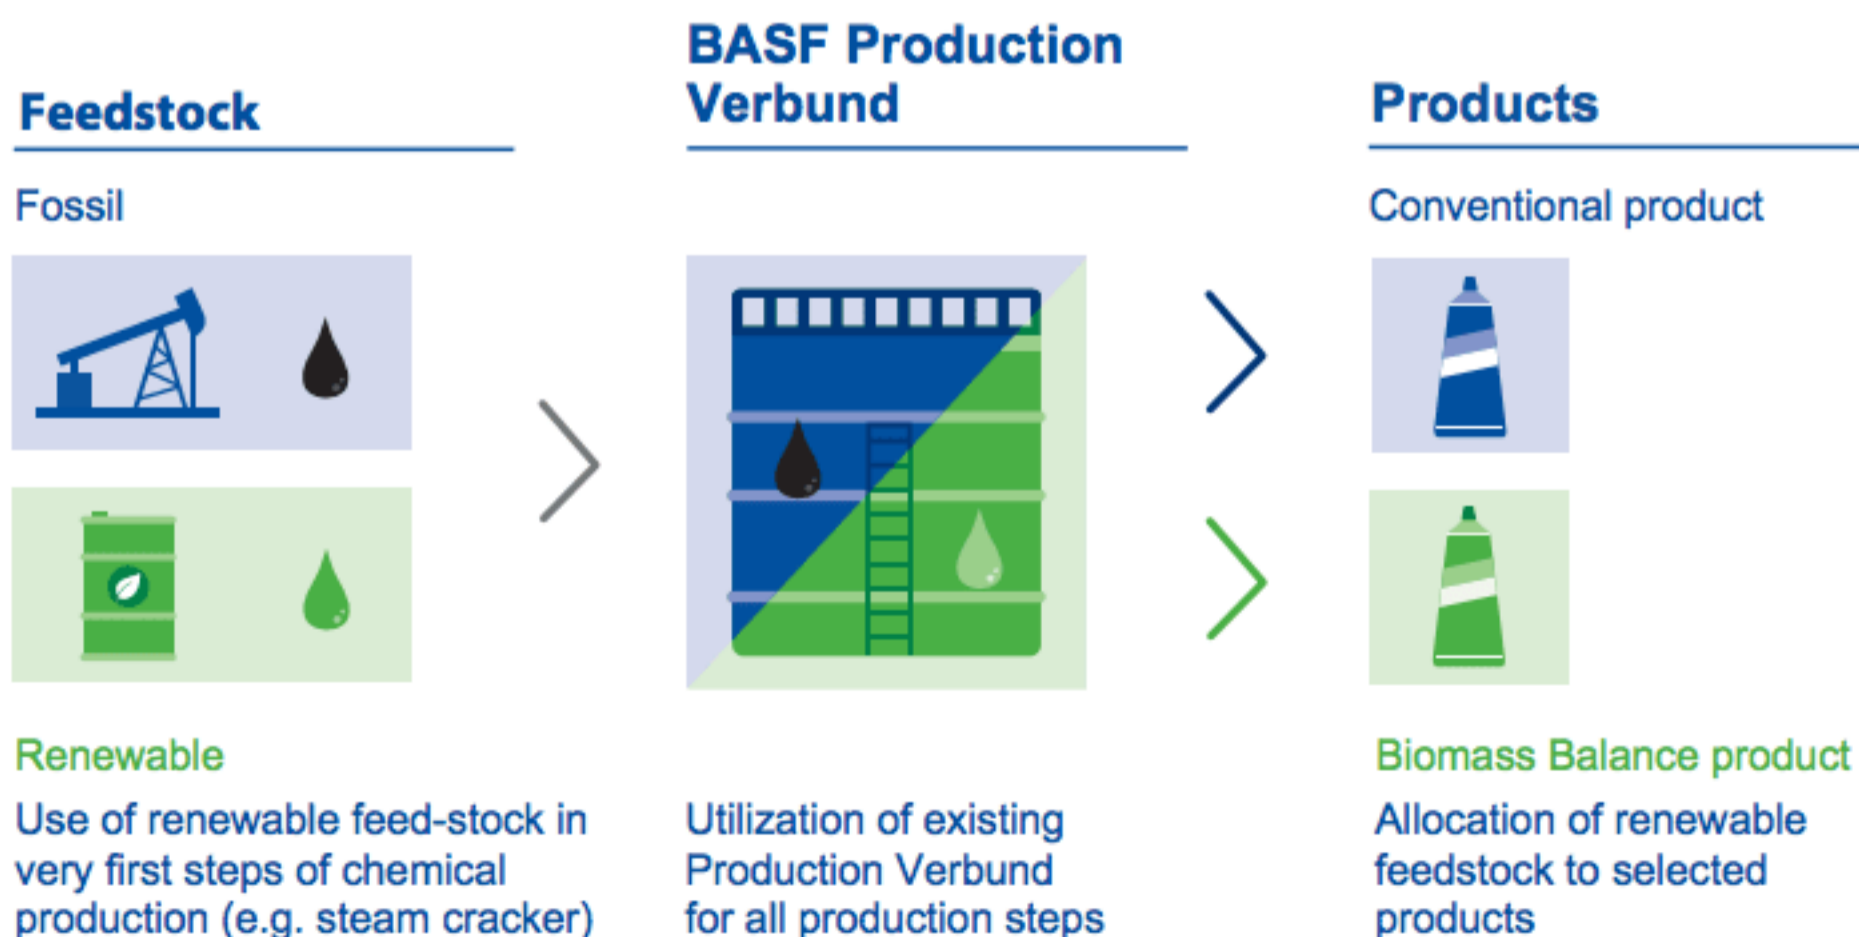 Feedstock
Fossil
Renewable
Use of renewable feed-stock in
very first steps of chemical
production (e.g. steam cracker)
BASF Production
Verbund
Utilization of existing
Production Verbund
for all production steps
Products
Conventional product
Biomass Balance product
Allocation of renewable
feedstock to selected
products